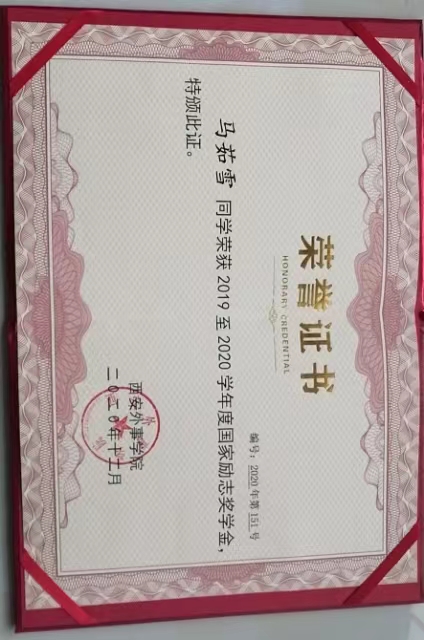 荣誉证书
HONORARY CREDENTIAL
编号：2020年第151号
马茹雪 同学荣获 2019 至 2020 学年度国家励志奖学金，
特颁此证。
西安外事学院
二〇二〇年十二月